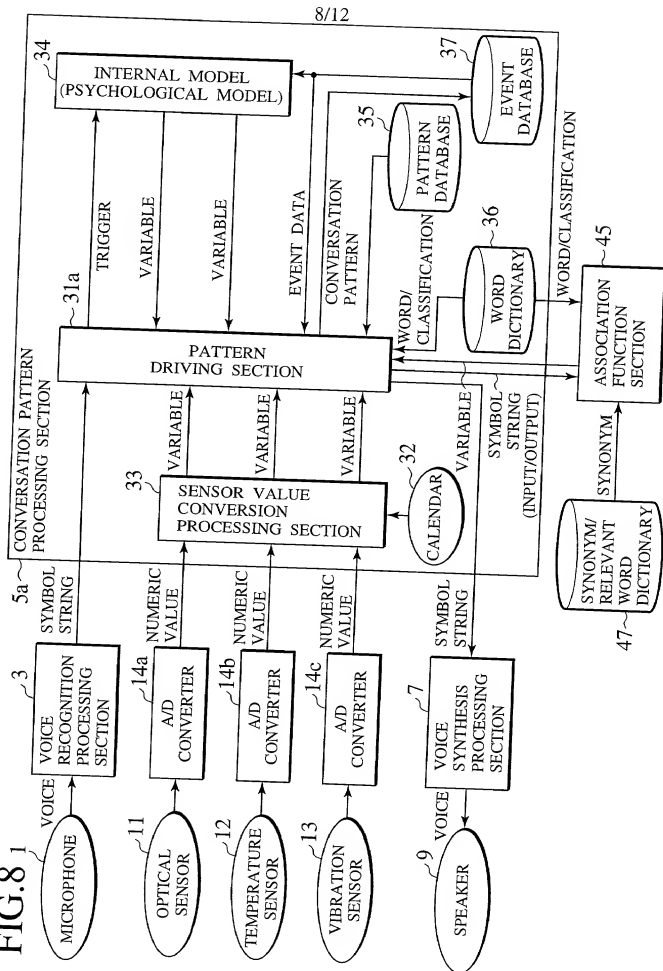 8/12
FIG.8
1
MICROPHONE
VOICE
3
VOICE
RECOGNITION
PROCESSING
SECTION
SYMBOL
STRING
5a
CONVERSATION PATTERN
PROCESSING SECTION
11
OPTICAL
SENSOR
14a
A/D
CONVERTER
NUMERIC
VALUE
12
TEMPERATURE
SENSOR
14b
A/D
CONVERTER
NUMERIC
VALUE
13
VIBRATION
SENSOR
14c
A/D
CONVERTER
NUMERIC
VALUE
33
SENSOR VALUE
CONVERSION
PROCESSING SECTION
VARIABLE
VARIABLE
VARIABLE
32
CALENDAR
31a
PATTERN
DRIVING SECTION
TRIGGER
VARIABLE
VARIABLE
34
INTERNAL MODEL
(PSYCHOLOGICAL MODEL)
EVENT DATA
CONVERSATION
PATTERN
35
PATTERN
DATABASE
37
EVENT
DATABASE
WORD/
CLASSIFICATION
36
WORD
DICTIONARY
WORD/CLASSIFICATION
45
ASSOCIATION
FUNCTION
SECTION
VARIABLE
SYMBOL
STRING
(INPUT/OUTPUT)
SYNONYM
SYNONYM/
RELEVANT
WORD
DICTIONARY
47
SYMBOL
STRING
7
VOICE
SYNTHESIS
PROCESSING
SECTION
VOICE
9
SPEAKER